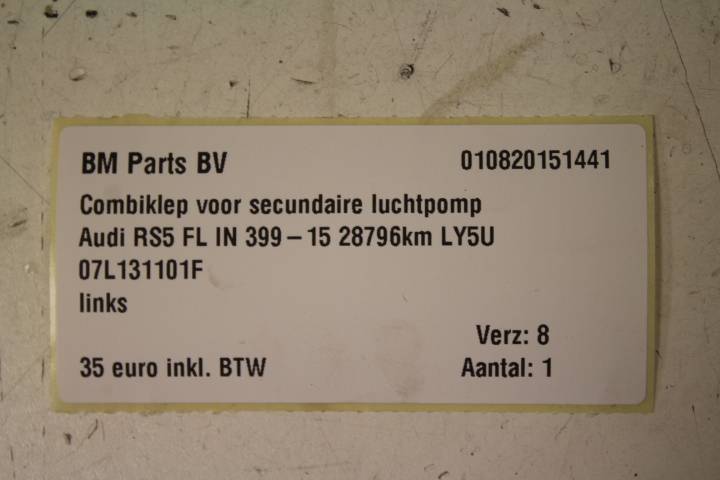 BM Parts BV 010820151441
Combiklep voor secundaire luchtpomp
Audi RS5 FL IN 399 – 15 28796km LY5U
07L131101F
links
Verz: 8
35 euro inkl. BTW Aantal: 1